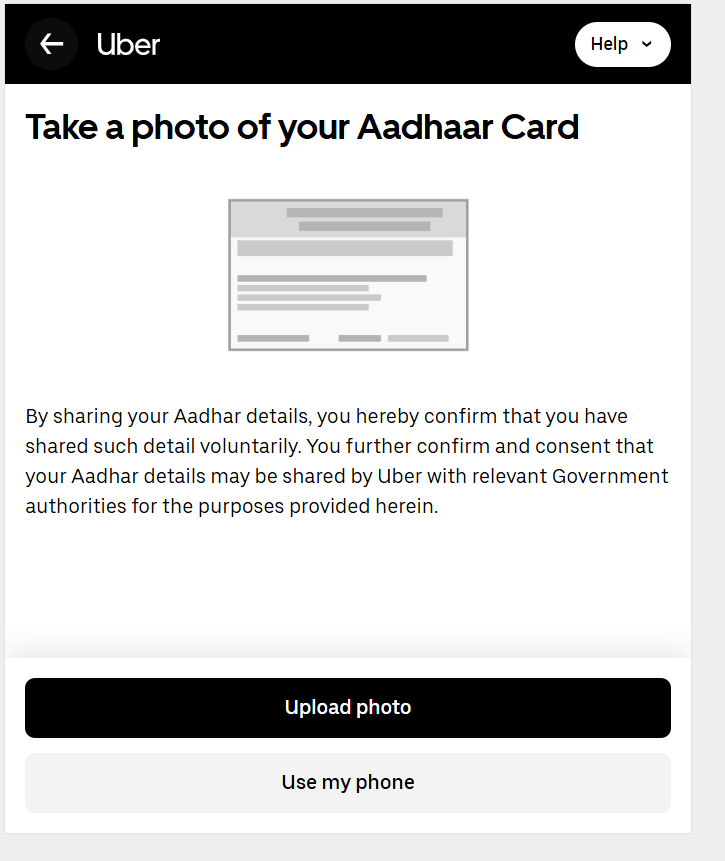 Uber
Help
Take a photo of your Aadhaar Card
By sharing your Aadhar details, you hereby confirm that you have
shared such detail voluntarily. You further confirm and consent that
your Aadhar details may be shared by Uber with relevant Government
authorities for the purposes provided herein.
Upload photo
Use my phone